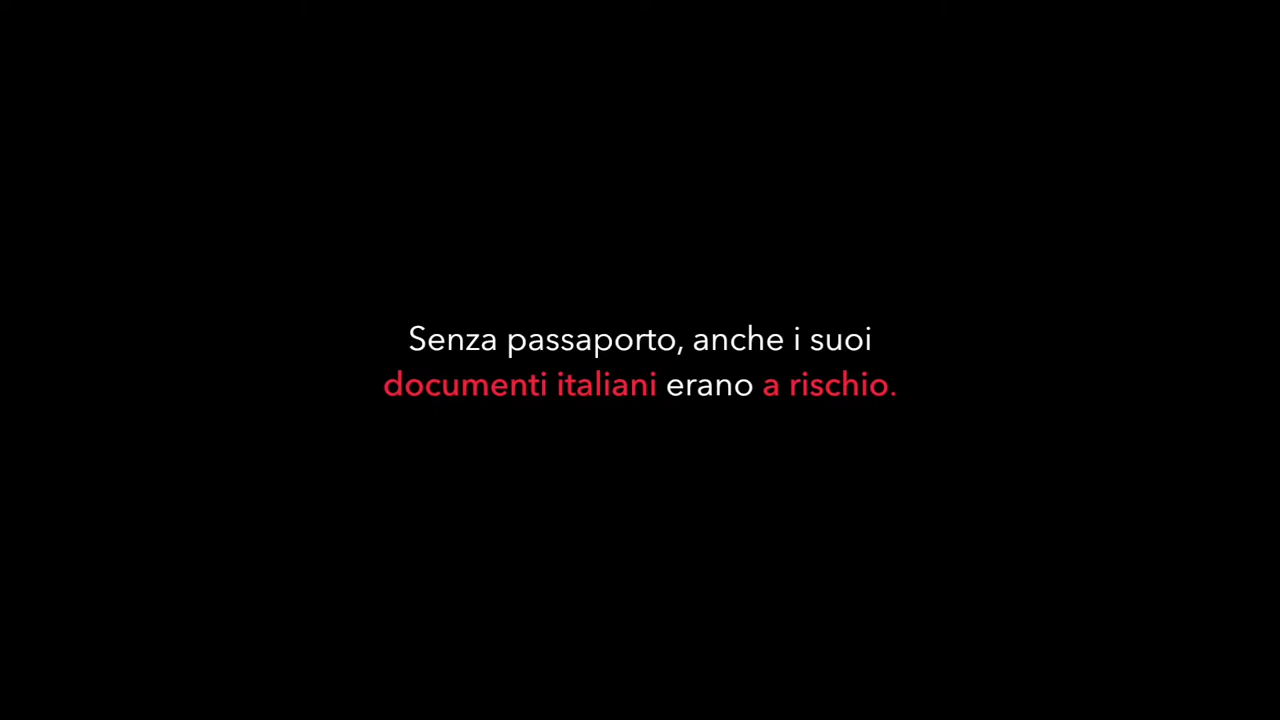 Senza passaporto, anche i suoi
documenti italiani erano a rischio.